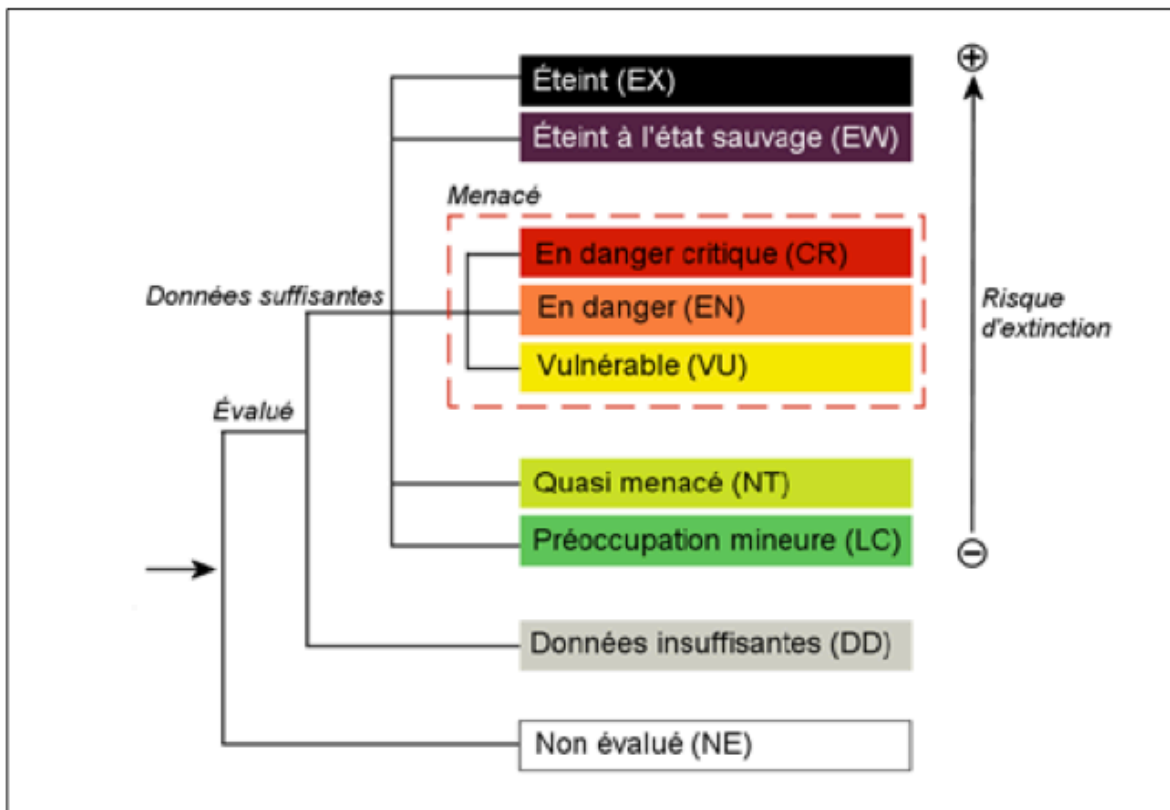 Éteint (EX)
Éteint à l'état sauvage (EW)
Menacé
En danger critique (CR)
Données suffisantes
En danger (EN)
Risque
d'extinction
Vulnérable (VU)
Évalué
Quasi menacé (NT)
Préoccupation mineure (LC)
Données insuffisantes (DD)
Non évalué (NE)